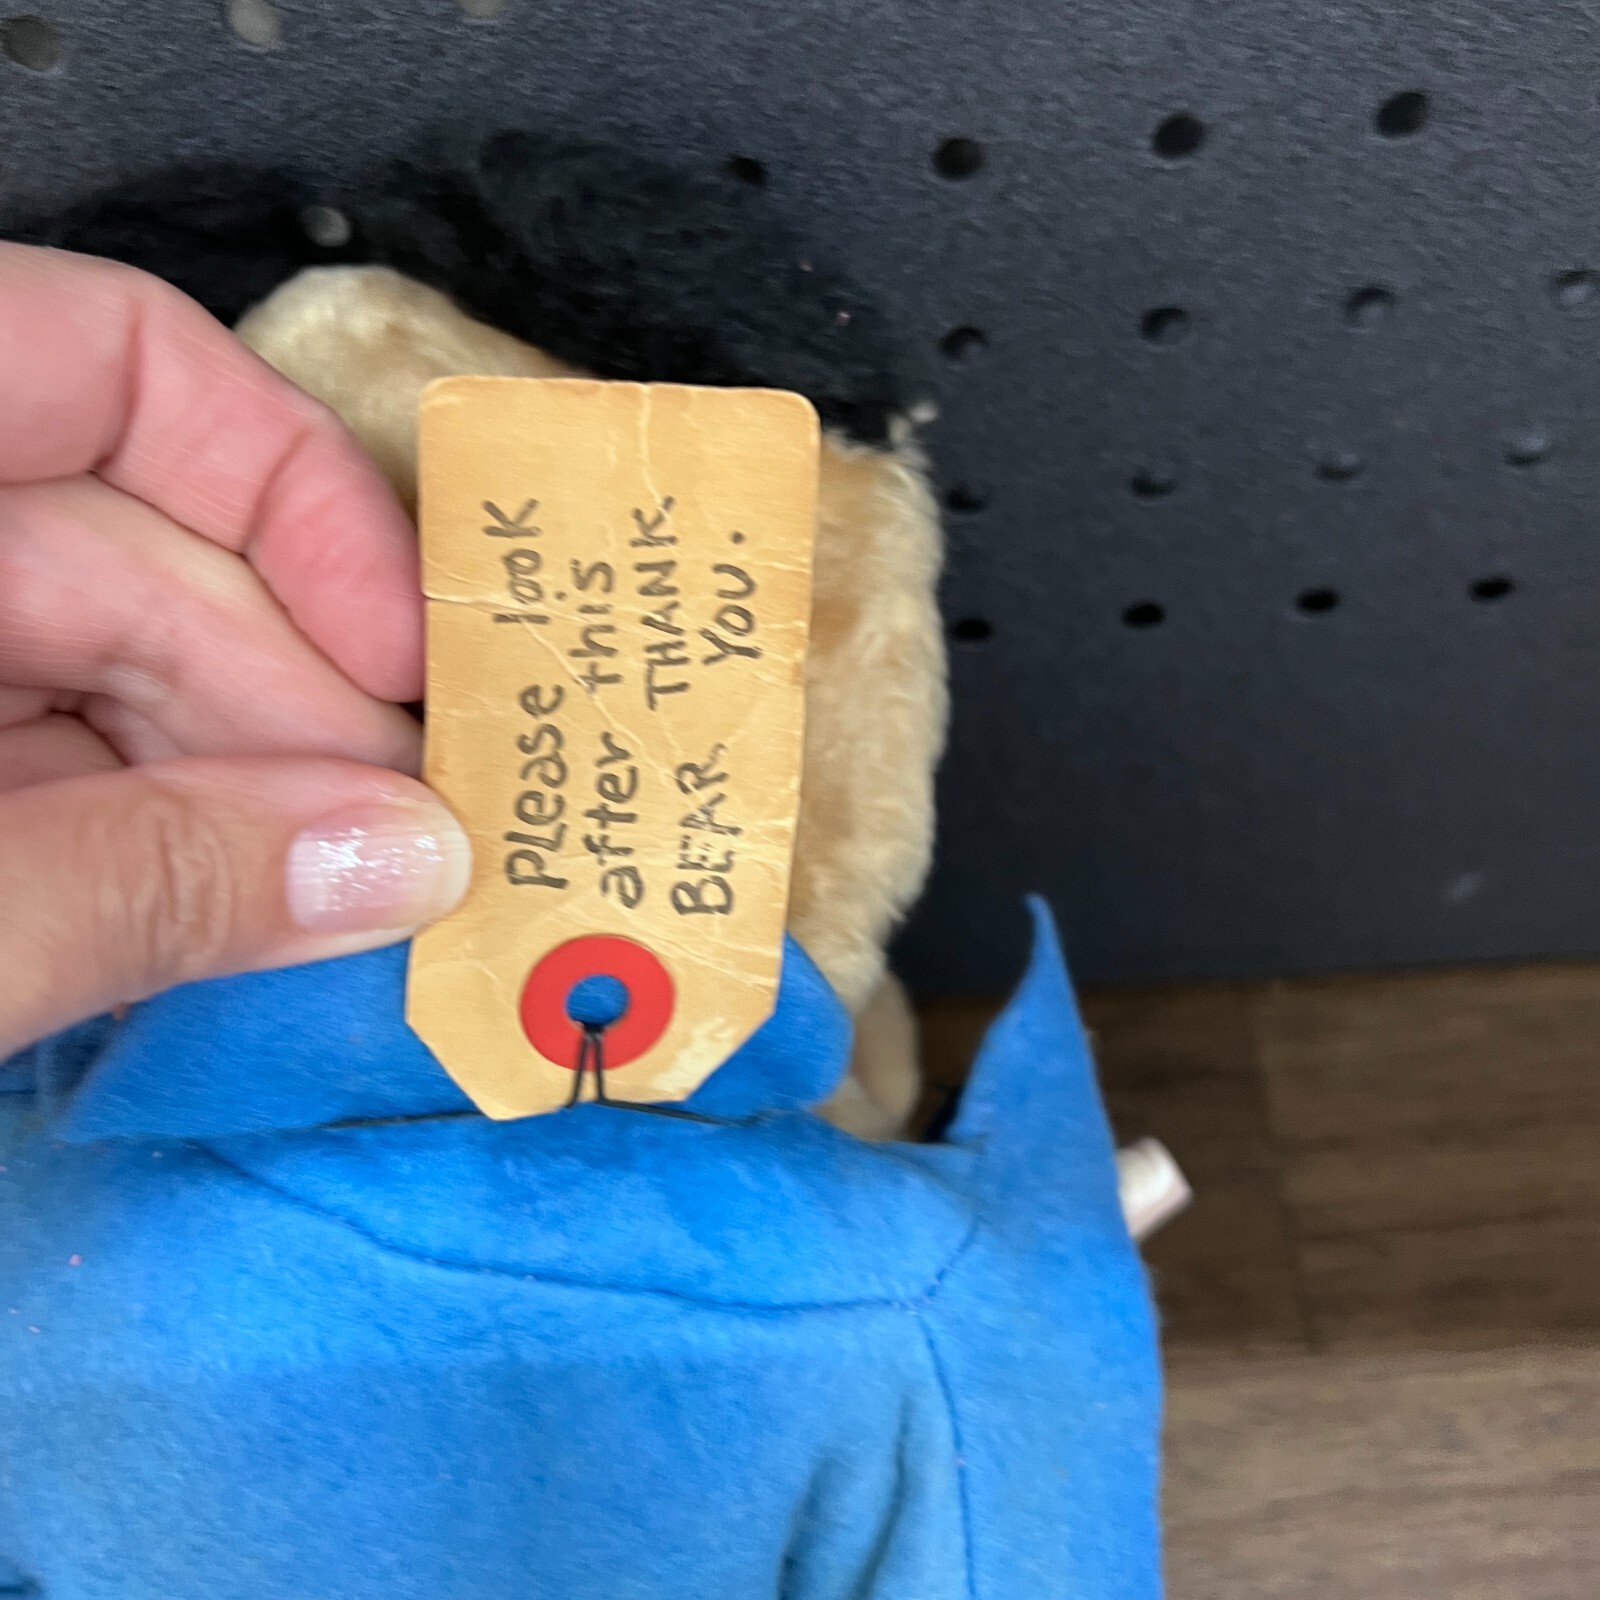 PLease look
after this
BEAR THANK
YOU.